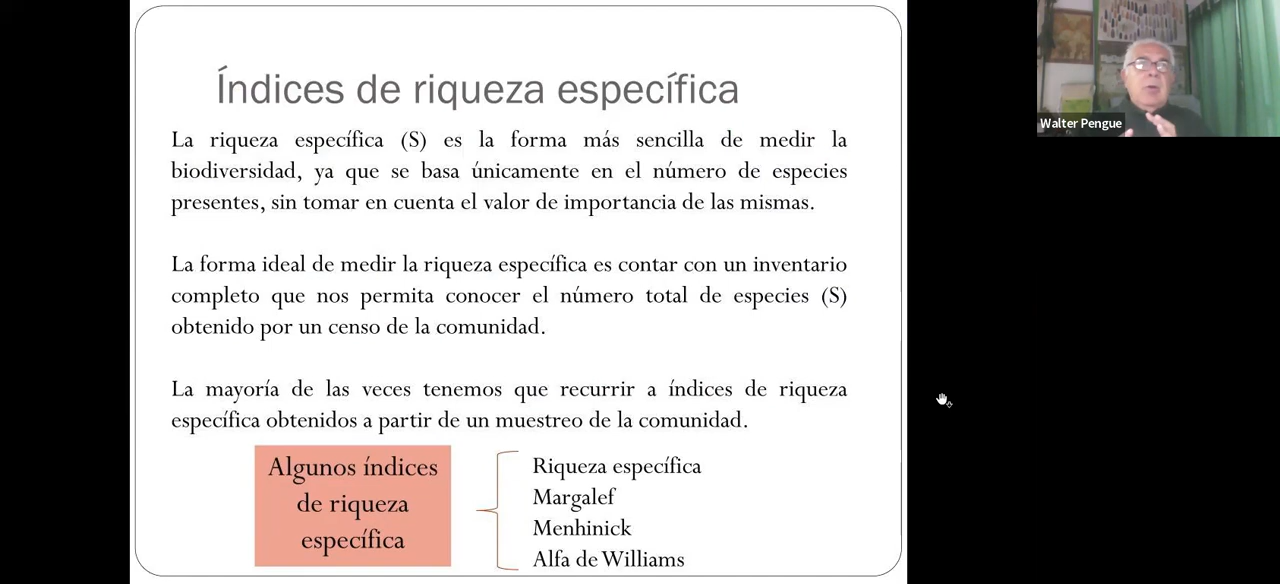 Índices de riqueza específica
La riqueza específica (S) es la forma más sencilla de medir la
biodiversidad, ya que se basa únicamente en el número de especies
presentes, sin tomar en cuenta el valor de importancia de las mismas.
La forma ideal de medir la riqueza específica es contar con un inventario
completo que nos permita conocer el número total de especies (S)
obtenido por un censo de la comunidad.
La mayoría de las veces tenemos que recurrir a índices de riqueza
específica obtenidos a partir de un muestreo de la comunidad.
Algunos índices
de riqueza
específica
Riqueza específica
Margalef
Menhinick
Alfa de Williams
Walter Pengue